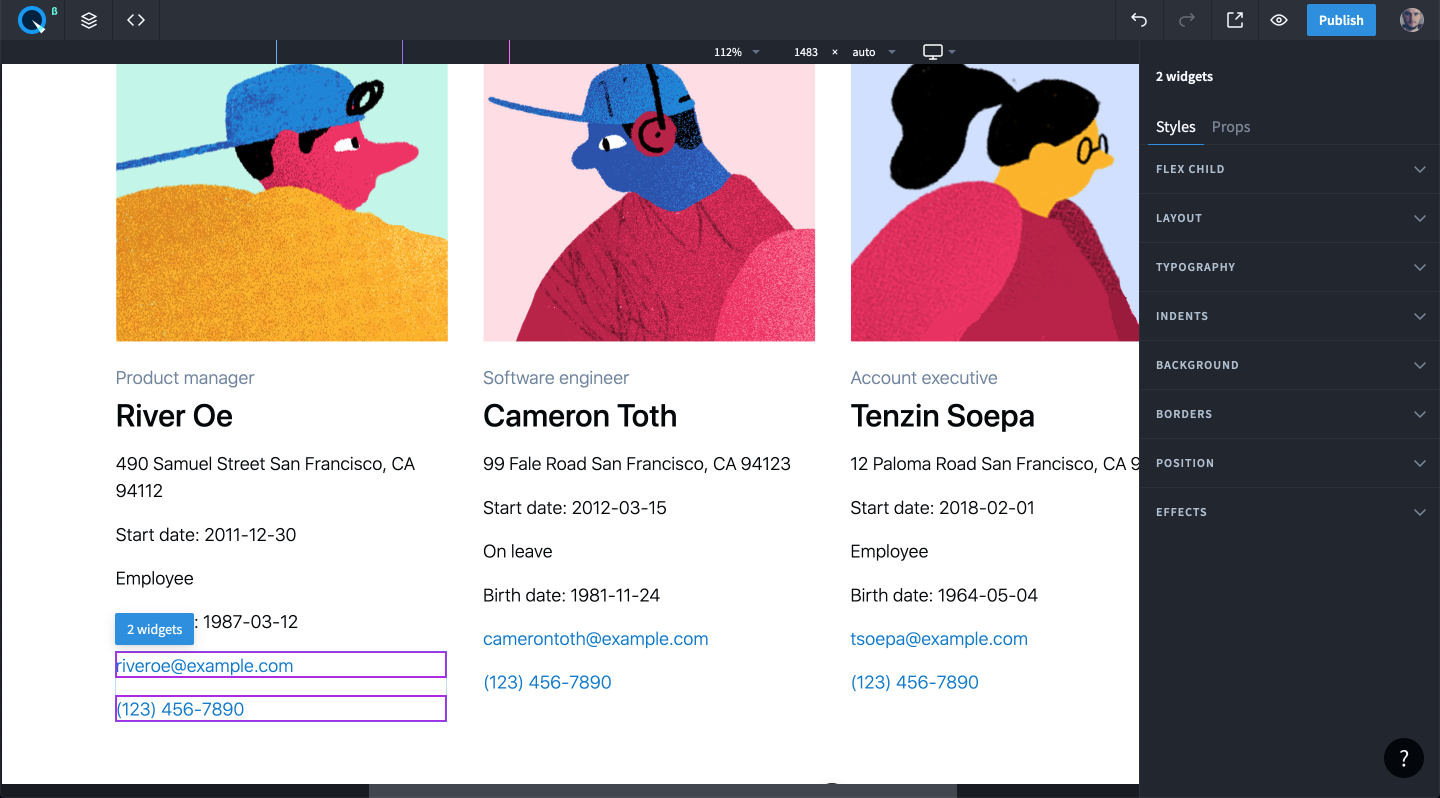 β
Publish
112%
1483 × auto
2 widgets
Styles Props
FLEX CHILD
LAYOUT
TYPOGRAPHY
INDENTS
BACKGROUND
BORDERS
POSITION
EFFECTS
Product manager
River Oe
490 Samuel Street San Francisco, CA
94112
Start date: 2011-12-30
Employee
: 1987-03-12
2 widgets
riveroe@example.com
(123) 456-7890
Software engineer
Cameron Toth
99 Fale Road San Francisco, CA 94123
Start date: 2012-03-15
On leave
Birth date: 1981-11-24
camerontoth@example.com
(123) 456-7890
Account executive
Tenzin Soepa
12 Paloma Road San Francisco, CA 9
Start date: 2018-02-01
Employee
Birth date: 1964-05-04
tsoepa@example.com
(123) 456-7890
?